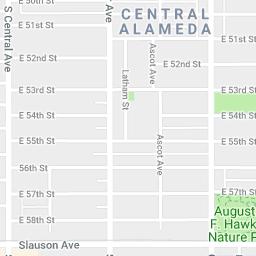 E 50th St
CENTRAL
ALAMEDA
S Central Ave
Ave
E 51st St
E 51st St
Ascot Ave
E 52nd St
E 52nd St
Latham St
E 53rd St
E 53rd St
E 54th St
E 54th St
E 55th St
E 55th St
Ascot Ave
56th St
E 57th St
E 57th St
August
F. Hawk
Nature P
E 58th St
Slauson Ave